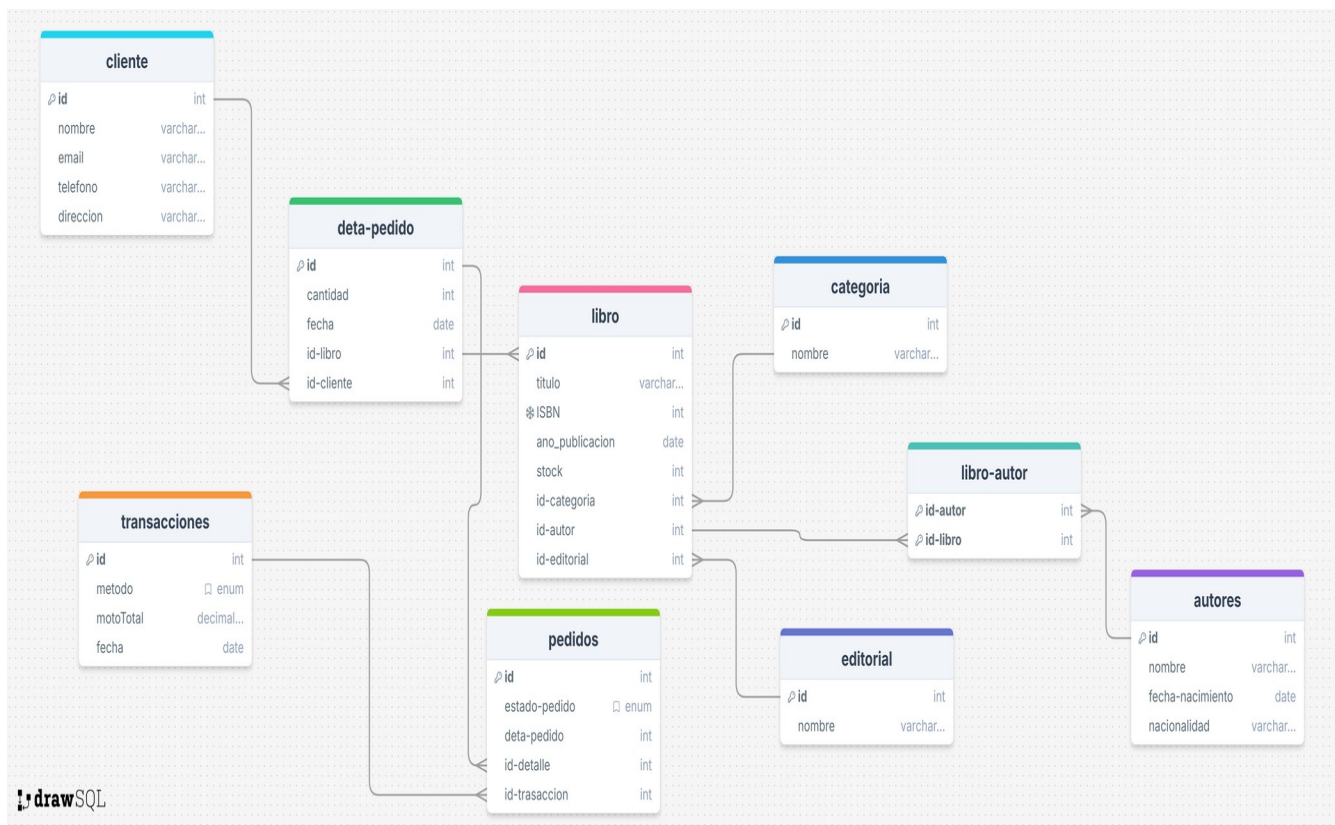 cliente
id int
nombre varchar...
email varchar...
telefono varchar...
direccion varchar...
deta-pedido
id int
cantidad int
fecha date
id-libro int
id-cliente int
libro
id int
titulo varchar...
ISBN int
ano_publicacion date
stock int
id-categoria int
id-autor int
id-editorial int
categoria
id int
nombre varchar...
libro-autor
id-autor int
id-libro int
transacciones
id int
metodo enum
motoTotal decimal...
fecha date
pedidos
id int
estado-pedido enum
deta-pedido int
id-detalle int
id-trasaccion int
editorial
id int
nombre varchar...
autores
id int
nombre varchar...
fecha-nacimiento date
nacionalidad varchar...
drawSQL